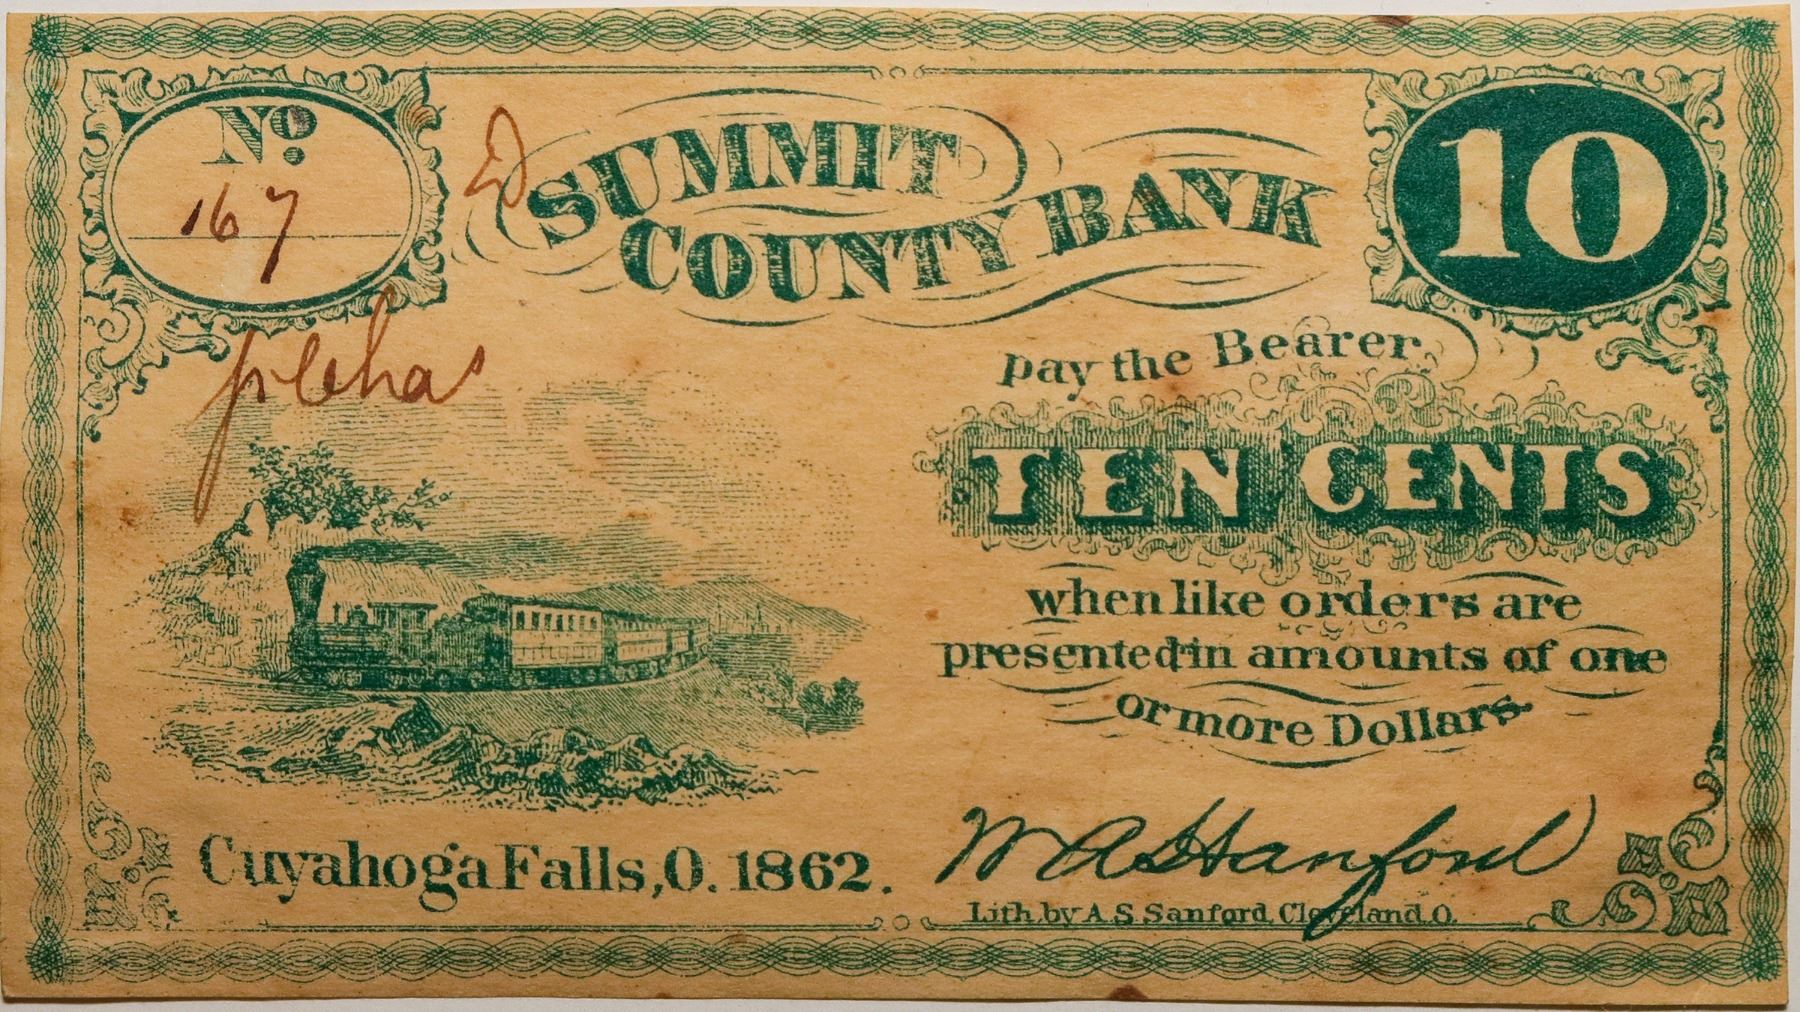 No.
167
D
SUMMIT
COUNTY BANK
10
pay the Bearer
TEN CENTS
when like orders are
presented in amounts of one
or more Dollars.
Cuyahoga Falls, O. 1862.
W A Hanford
Lith. by A. S. Sanford, Cleveland, O.